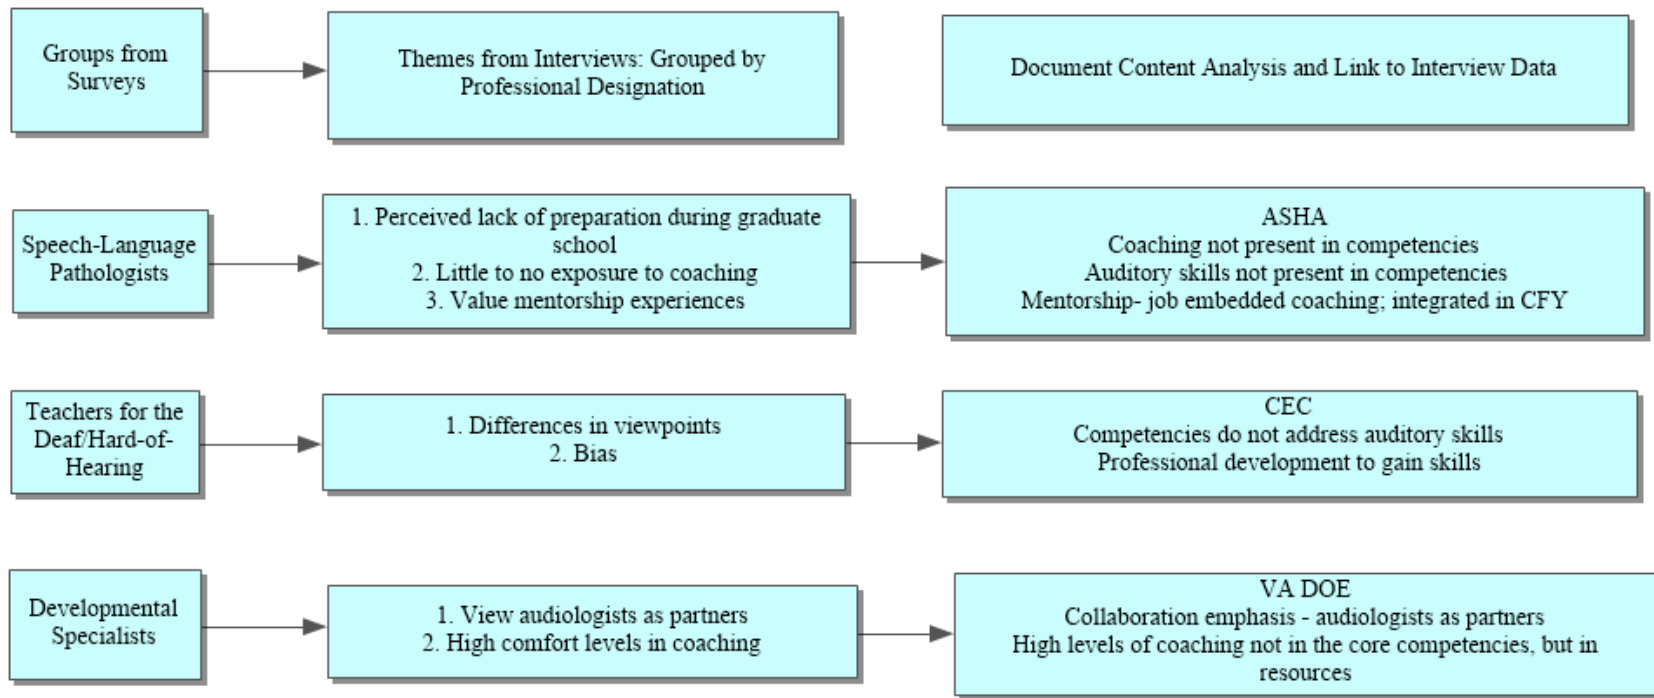 Groups from
Surveys
Themes from Interviews: Grouped by
Professional Designation
Document Content Analysis and Link to Interview Data
Speech-Language
Pathologists
1. Perceived lack of preparation during graduate
school
2. Little to no exposure to coaching
3. Value mentorship experiences
ASHA
Coaching not present in competencies
Auditory skills not present in competencies
Mentorship- job embedded coaching; integrated in CFY
Teachers for the
Deaf/Hard-of-
Hearing
1. Differences in viewpoints
2. Bias
CEC
Competencies do not address auditory skills
Professional development to gain skills
Developmental
Specialists
1. View audiologists as partners
2. High comfort levels in coaching
VA DOE
Collaboration emphasis - audiologists as partners
High levels of coaching not in the core competencies, but in
resources